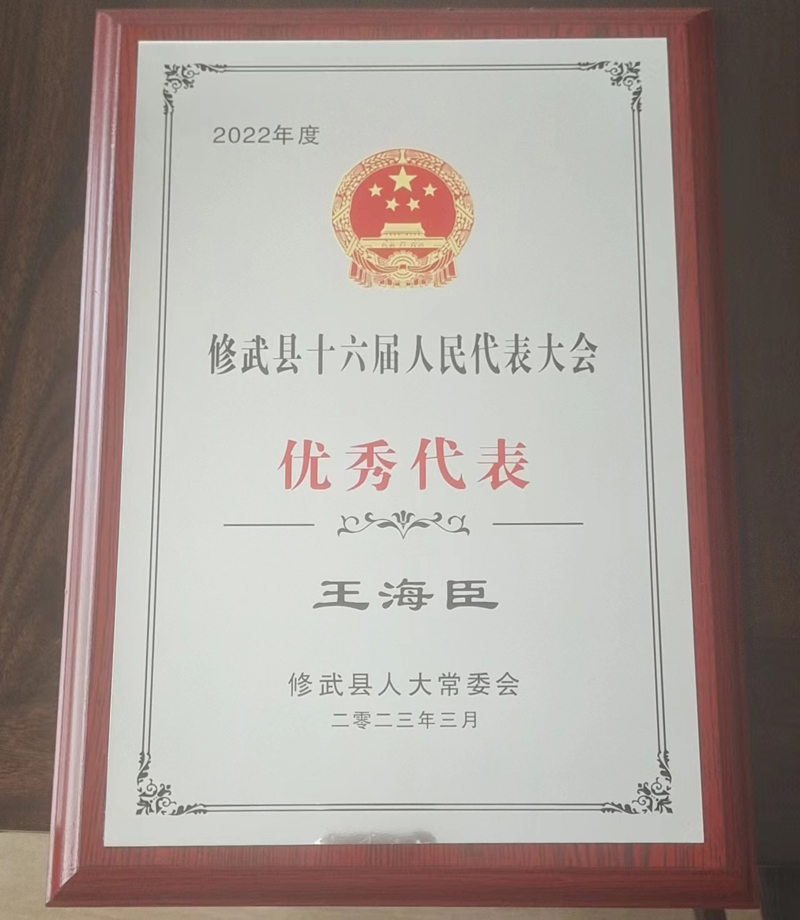 2022年度
修武县十六届人民代表大会
优秀代表
王海臣
修武县人大常委会
二零二三年三月